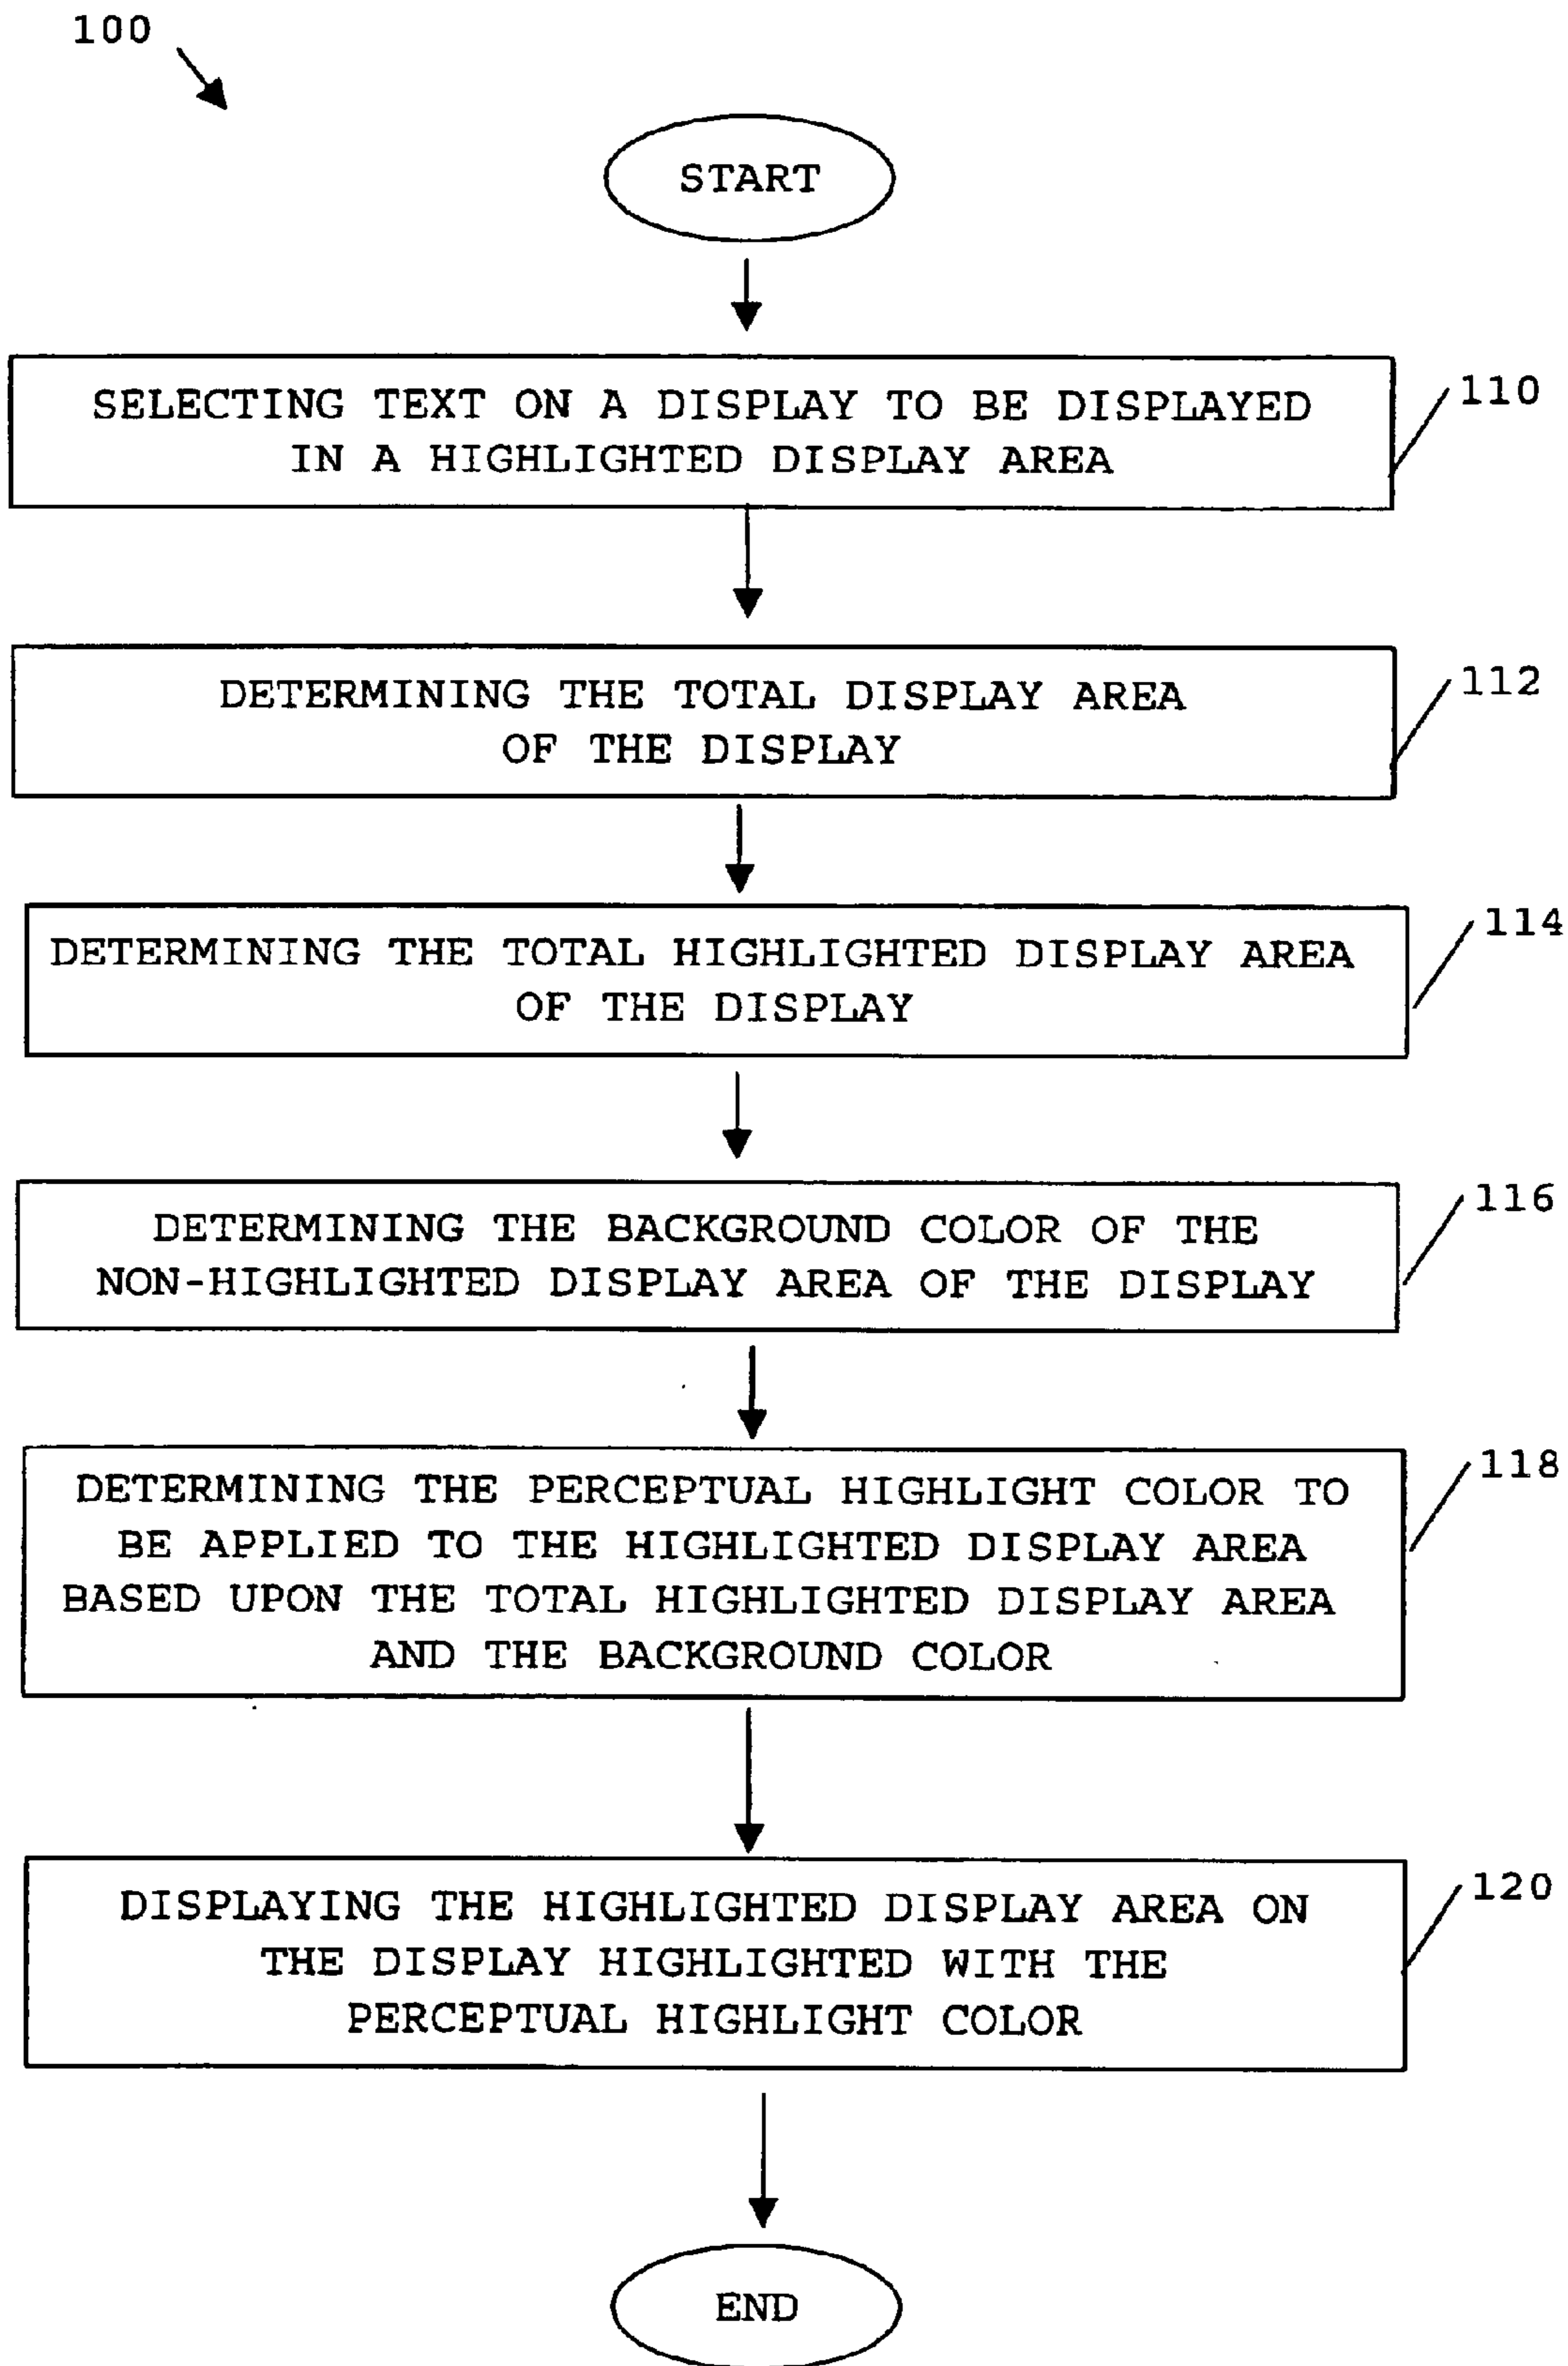 100
START
SELECTING TEXT ON A DISPLAY TO BE DISPLAYED
IN A HIGHLIGHTED DISPLAY AREA
110
DETERMINING THE TOTAL DISPLAY AREA
OF THE DISPLAY
112
DETERMINING THE TOTAL HIGHLIGHTED DISPLAY AREA
OF THE DISPLAY
114
DETERMINING THE BACKGROUND COLOR OF THE
NON-HIGHLIGHTED DISPLAY AREA OF THE DISPLAY
116
DETERMINING THE PERCEPTUAL HIGHLIGHT COLOR TO
BE APPLIED TO THE HIGHLIGHTED DISPLAY AREA
BASED UPON THE TOTAL HIGHLIGHTED DISPLAY AREA
AND THE BACKGROUND COLOR
118
DISPLAYING THE HIGHLIGHTED DISPLAY AREA ON
THE DISPLAY HIGHLIGHTED WITH THE
PERCEPTUAL HIGHLIGHT COLOR
120
END